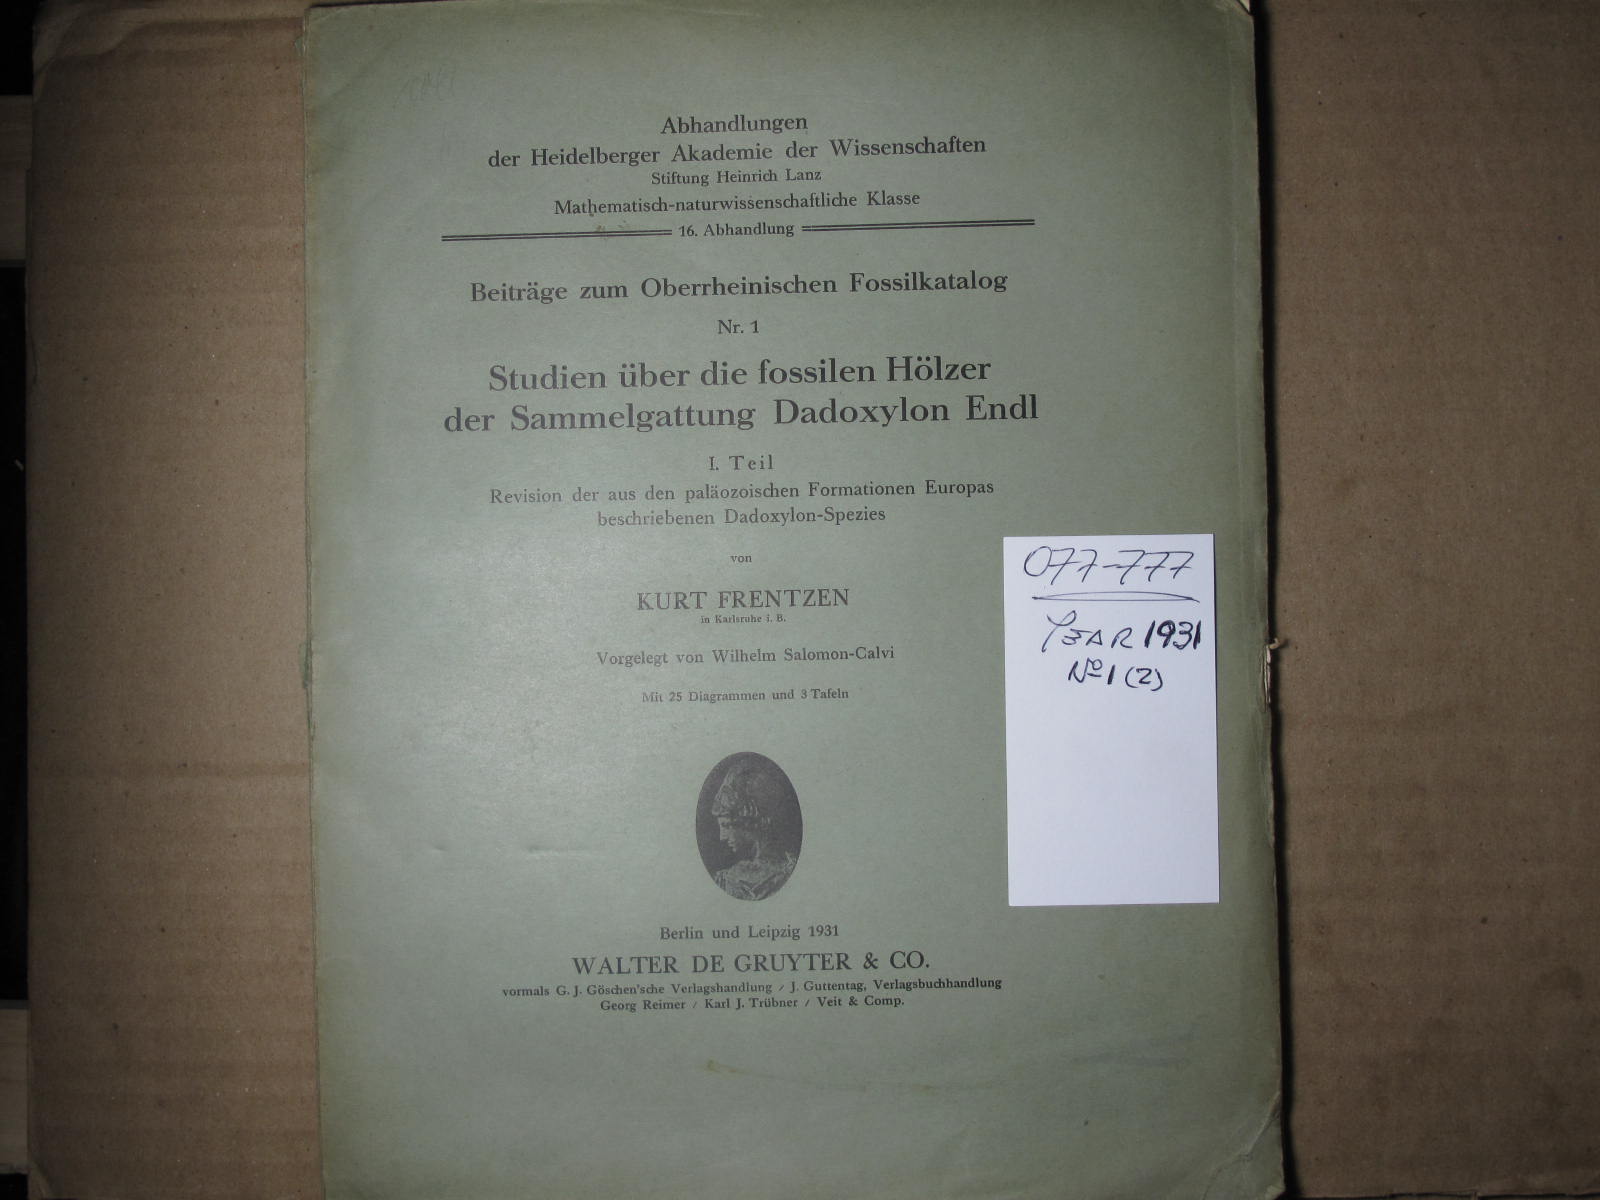 Abhandlungen
der Heidelberger Akademie der Wissenschaften
Stiftung Heinrich Lanz
Mathematisch-naturwissenschaftliche Klasse
16. Abhandlung
Beiträge zum Oberrheinischen Fossilkatalog
Nr. 1
Studien über die fossilen Hölzer
der Sammelgattung Dadoxylon Endl
I. Teil
Revision der aus den paläozoischen Formationen Europas
beschriebenen Dadoxylon-Spezies
von
KURT FRENTZEN
in Karlsruhe i. B.
Vorgelegt von Wilhelm Salomon-Calvi
Mit 25 Diagrammen und 3 Tafeln
Berlin und Leipzig 1931
WALTER DE GRUYTER & CO.
vormals G. J. Göschen'sche Verlagshandlung / J. Guttentag, Verlagsbuchhandlung
Georg Reimer / Karl J. Trübner / Veit & Comp.
077-777
YEAR 1931
Nº 1 (2)